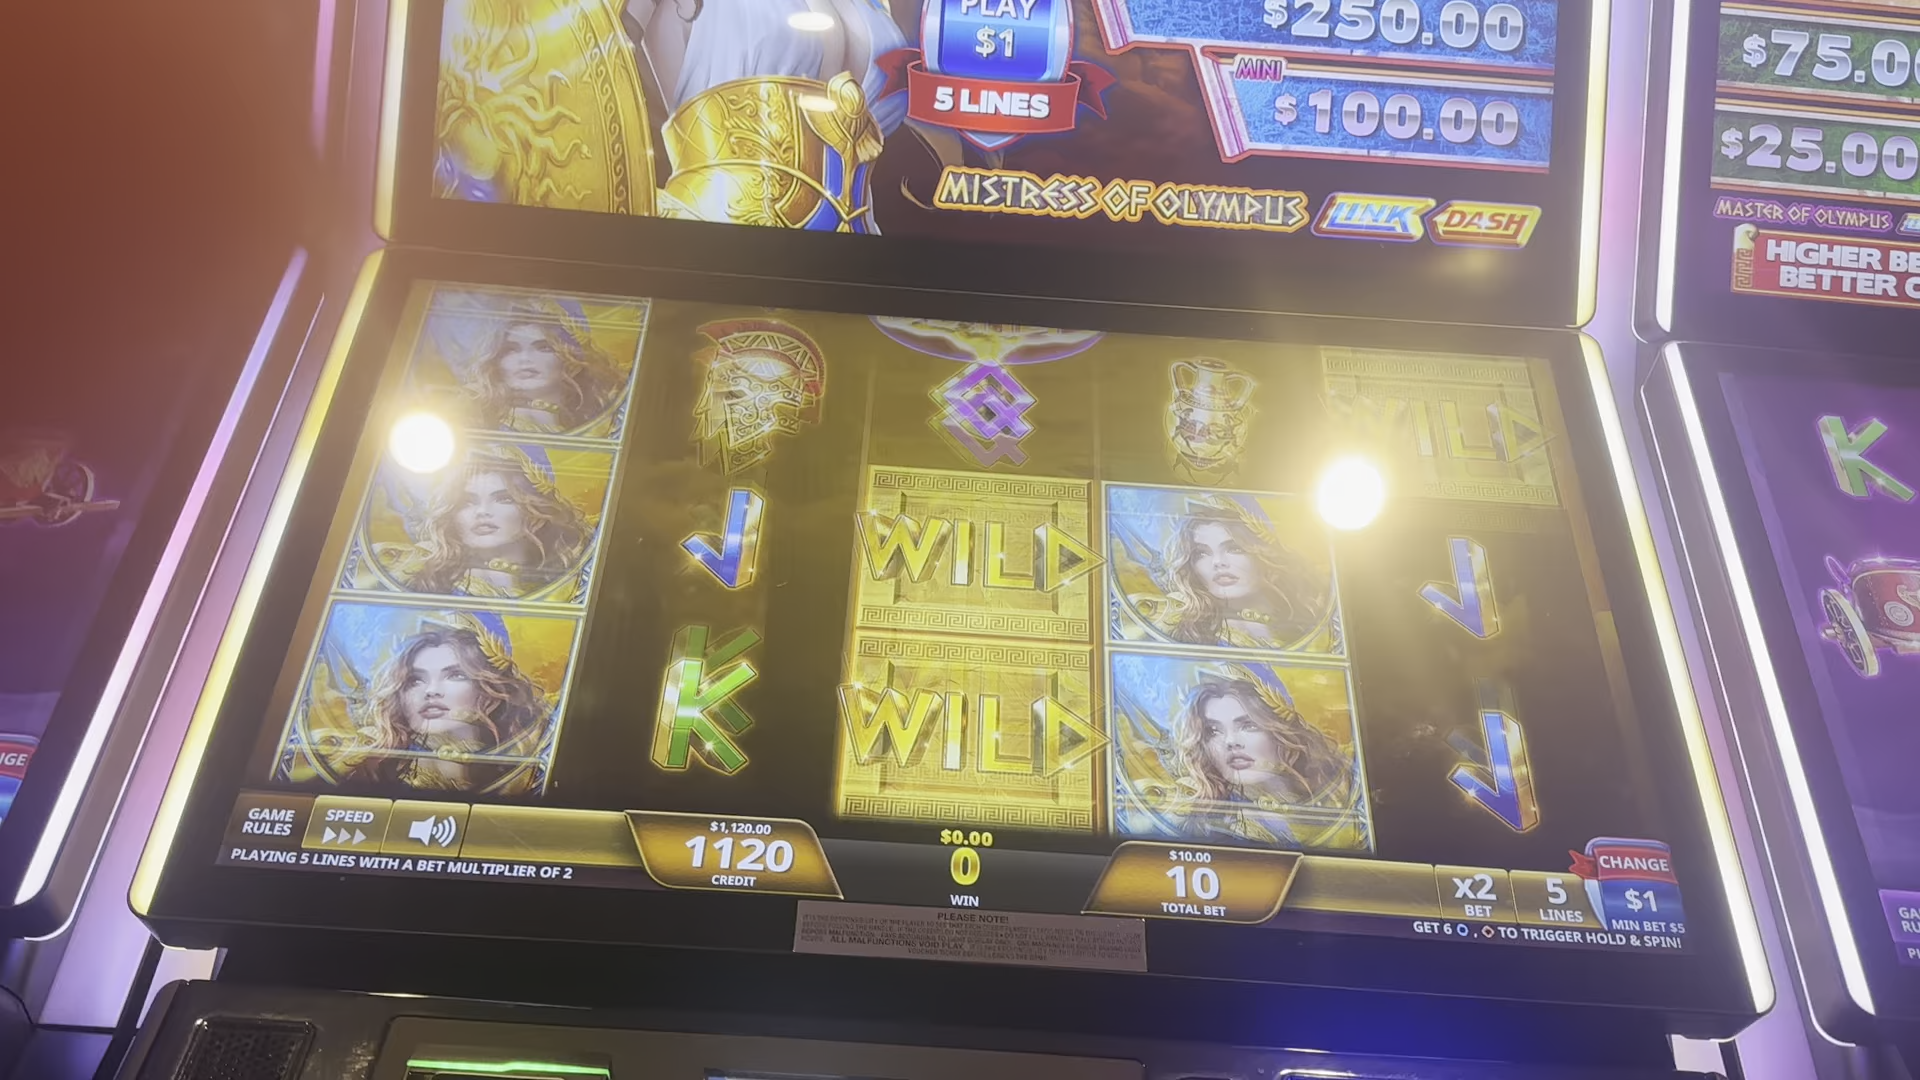 PLAY
$1
5 LINES
$250.00
MINI
$100.00
MISTRESS OF OLYMPUS LINK DASH
$75.0
$25.00
MASTER OF OLYMPUS
HIGHER BE
BETTER
K
WILD
J
WILD
J
K
WILD
J
GAME RULES
SPEED
$1,120.00
1120
CREDIT
$0.00
0
WIN
$10.00
10
TOTAL BET
x2
BET
5
LINES
CHANGE
$1
MIN BET $5
PLAYING 5 LINES WITH A BET MULTIPLIER OF 2
GET 6 , TO TRIGGER HOLD & SPIN!
PLEASE NOTE!
ALL MALFUNCTIONS VOID PLAY